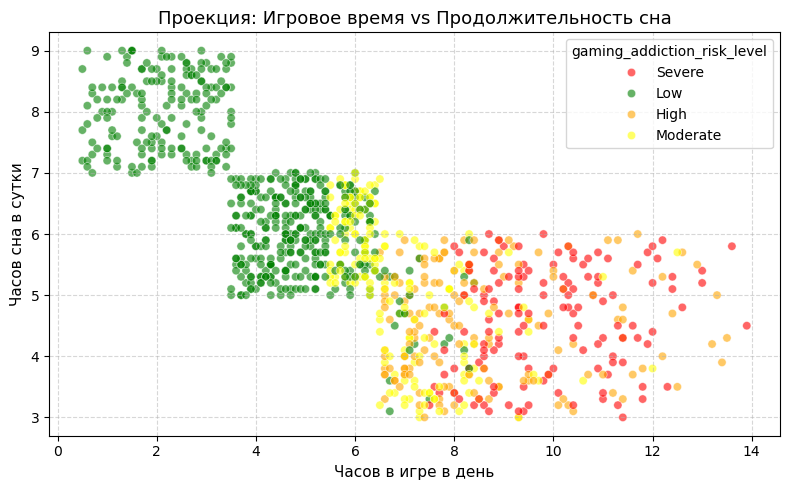 Проекция: Игровое время vs Продолжительность сна
gaming_addiction_risk_level
Severe
Low
High
Moderate
Часов сна в сутки
9
8
7
6
5
4
3
0 2 4 6 8 10 12 14
Часов в игре в день